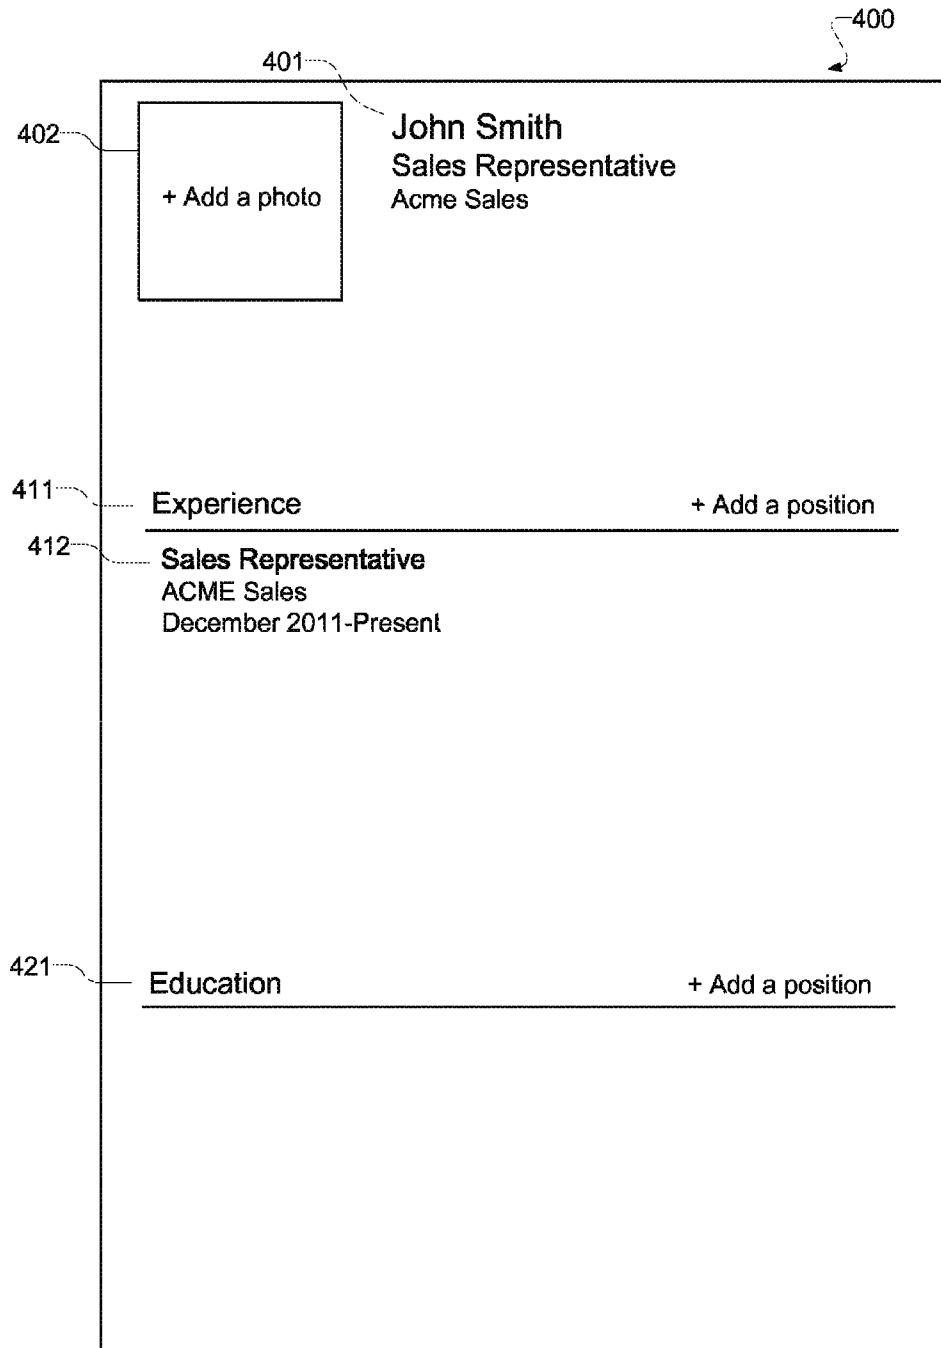 400
401
402
John Smith
Sales Representative
Acme Sales
+ Add a photo
411
Experience
+ Add a position
412
Sales Representative
ACME Sales
December 2011-Present
421
Education
+ Add a position